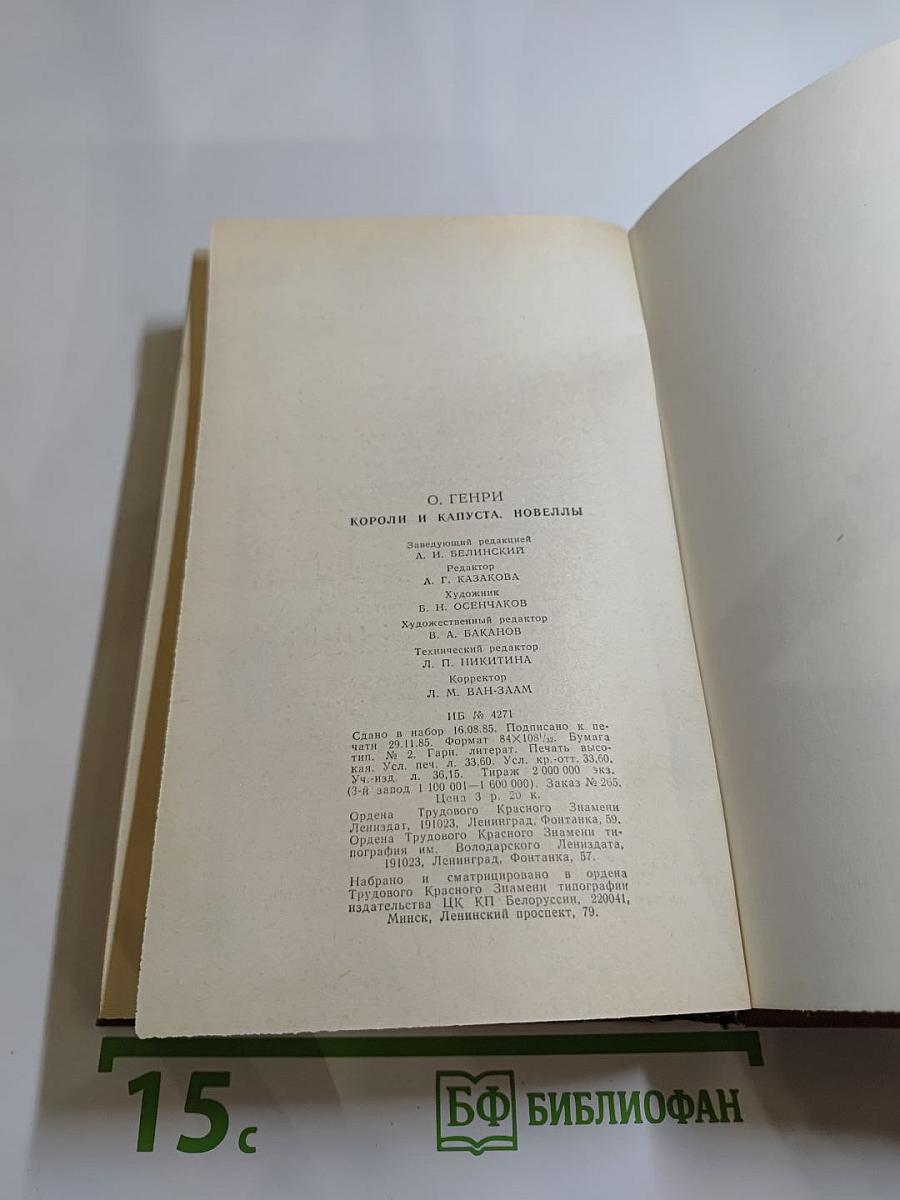 О. ГЕНРИ
КОРОЛИ И КАПУСТА. НОВЕЛЛЫ
Заведующий редакцией
А. И. БЕЛИНСКИЙ
Редактор
А. Г. КАЗАКОВА
Художник
Б. Н. ОСЕНЧАКОВ
Художественный редактор
В. А. БАКАНОВ
Технический редактор
Л. П. НИКИТИНА
Корректор
Л. М. ВАН-ЗААМ
ИБ № 4271
Сдано в набор 16.08.85. Подписано к пе-
чати 29.11.85. Формат 84×108¹/₃₂. Бумага
тип. № 2. Гарн. литерат. Печать высо-
кая. Усл. печ. л. 33,60. Усл. кр.-отт. 33,60.
Уч.-изд. л. 36,15. Тираж 2 000 000 экз.
(3-й завод 1 100 001—1 600 000). Заказ № 265.
Цена 3 р. 20 к.
Ордена Трудового Красного Знамени
Лениздат, 191023, Ленинград, Фонтанка, 59.
Ордена Трудового Красного Знамени ти-
пография им. Володарского Лениздата,
191023, Ленинград, Фонтанка, 57.
Набрано и сматрицировано в ордена
Трудового Красного Знамени типографии
издательства ЦК КП Белоруссии, 220041,
Минск, Ленинский проспект, 79.
15 с
БФ БИБЛИОФАН